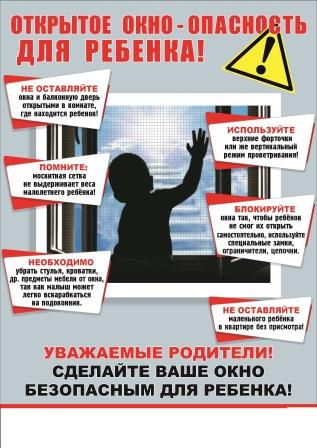 ОТКРЫТОЕ ОКНО - ОПАСНОСТЬ
ДЛЯ РЕБЕНКА!
НЕ ОСТАВЛЯЙТЕ
окна и балконную дверь
открытыми в комнате,
где находится ребенок!
ПОМНИТЕ:
москитная сетка
не выдерживает веса
малолетнего ребёнка!
НЕОБХОДИМО
убрать стулья, кроватки,
др. предметы мебели от окна,
так как малыш может
легко вскарабкаться
на подоконник.
ИСПОЛЬЗУЙТЕ
верхние форточки
или же вертикальный
режим проветривания!
БЛОКИРУЙТЕ
окна так, чтобы ребёнок
не смог их открыть
самостоятельно, используйте
специальные замки,
ограничители, цепочки.
НЕ ОСТАВЛЯЙТЕ
маленького ребёнка
в квартире без присмотра!
УВАЖАЕМЫЕ РОДИТЕЛИ!
СДЕЛАЙТЕ ВАШЕ ОКНО
БЕЗОПАСНЫМ ДЛЯ РЕБЕНКА!